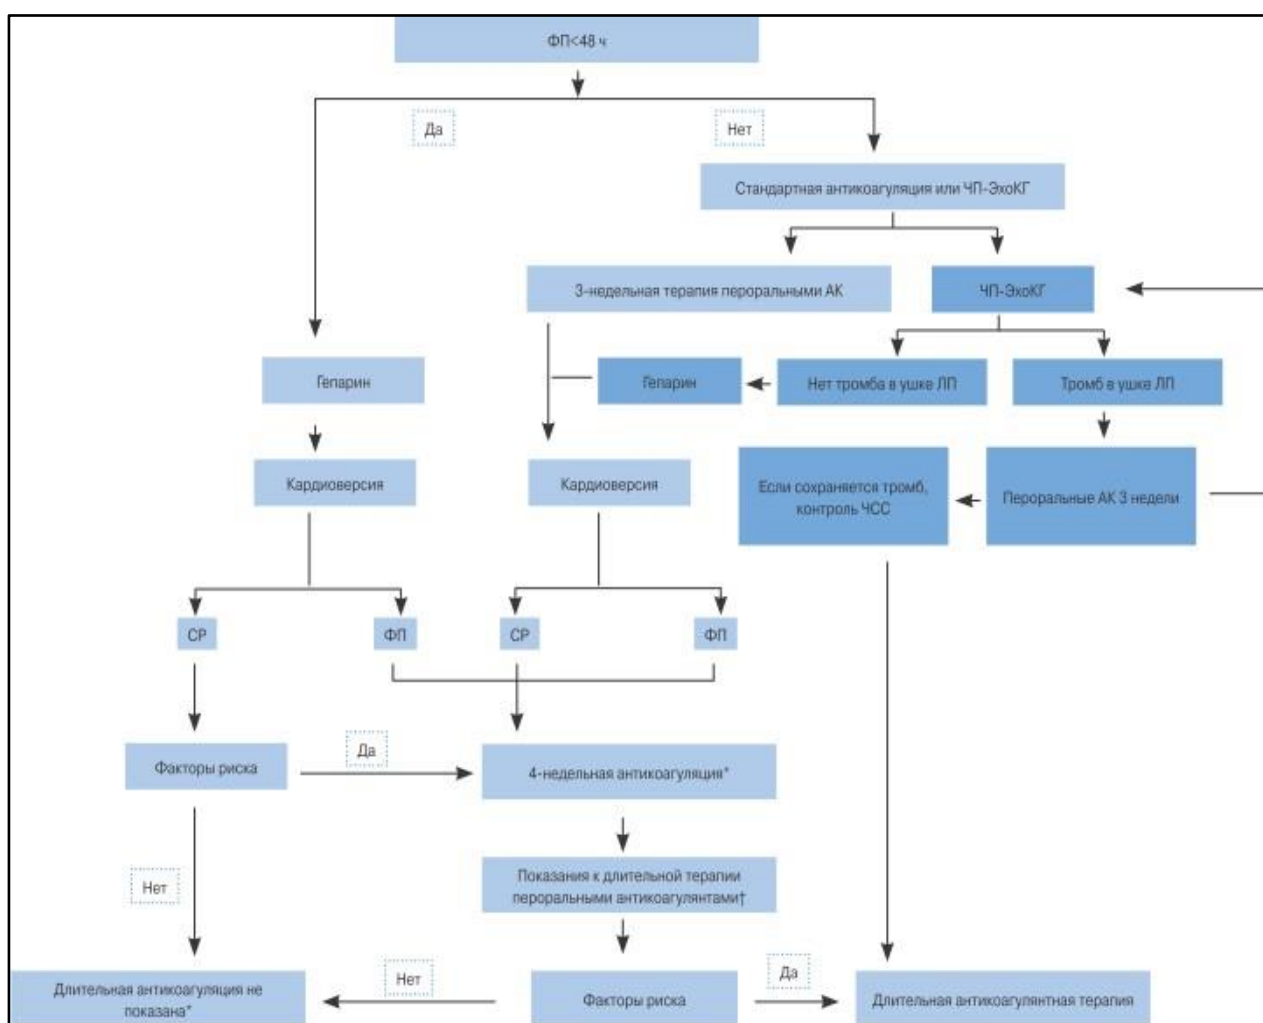 ФП<48 ч
Да
Нет
Стандартная антикоагуляция или ЧП-ЭхоКГ
3-недельная терапия пероральными АК
ЧП-ЭхоКГ
Гепарин
Гепарин
Нет тромба в ушке ЛП
Тромб в ушке ЛП
Кардиоверсия
Кардиоверсия
Если сохраняется тромб,
контроль ЧСС
Пероральные АК 3 недели
СР
ФП
СР
ФП
Факторы риска
Да
4-недельная антикоагуляция*
Нет
Показания к длительной терапии
пероральными антикоагулянтами†
Длительная антикоагуляция не
показана*
Нет
Факторы риска
Да
Длительная антикоагулянтная терапия